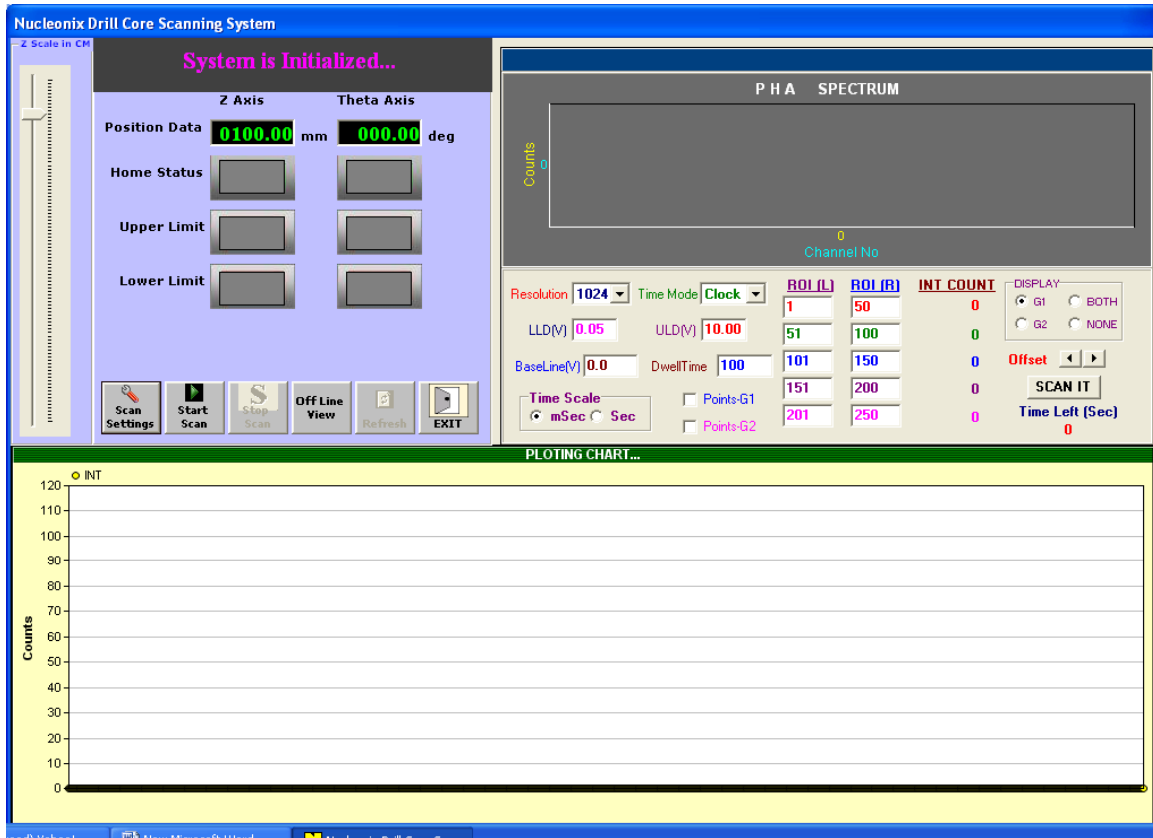 Nucleonix Drill Core Scanning System
Z Scale in CM
System is Initialized...
Z Axis Theta Axis
Position Data 0100.00 mm 000.00 deg
Home Status
Upper Limit
Lower Limit
Scan Settings
Start Scan
Stop Scan
Off Line View
Refresh
EXIT
P H A SPECTRUM
Counts
0
0
Channel No
Resolution 1024 Time Mode Clock
LLD(V) 0.05 ULD(V) 10.00
BaseLine(V) 0.0 DwellTime 100
Time Scale
mSec Sec
Points-G1
Points-G2
ROI (L) ROI (R) INT COUNT
1 50 0
51 100 0
101 150 0
151 200 0
201 250 0
DISPLAY
G1 BOTH
G2 NONE
Offset
SCAN IT
Time Left (Sec)
0
PLOTING CHART...
INT
120
110
100
90
80
70
60
50
40
30
20
10
0
Counts